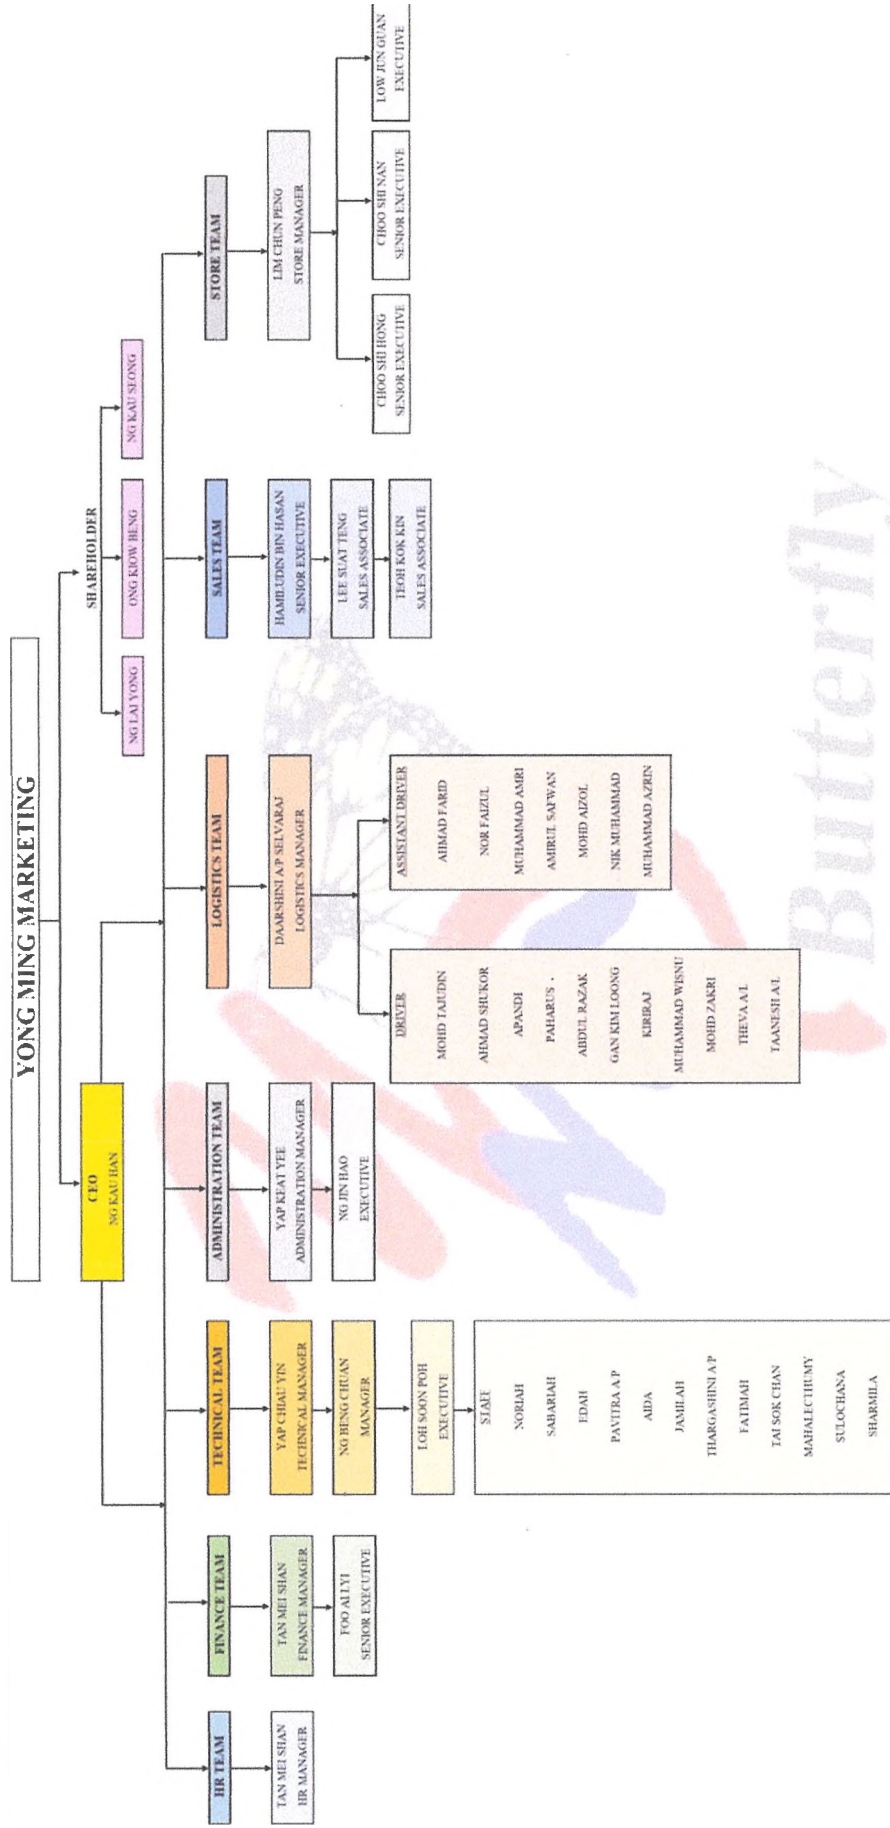 YONG MING MARKETING
CEO
NG KAU HAN
SHAREHOLDER
NG LAI YONG
ONG KIOW BENG
NG KAU SEONG
HR TEAM
TAN MEI SHAN
HR MANAGER
FINANCE TEAM
TAN MEI SHAN
FINANCE MANAGER
FOO AI LYI
SENIOR EXECUTIVE
TECHNICAL TEAM
YAP CHIAU YIN
TECHNICAL MANAGER
NG BENG CHUAN
MANAGER
LOH SOON POH
EXECUTIVE
STAFF
NORIAH
SABARIAH
EDAH
PAVITRA A/P
AIDA
JAMILAH
THARGASHINI A/P
FATIMAH
TAI SOK CHAN
MAHALECTHUMY
SULOCHANA
SHARMILA
ADMINISTRATION TEAM
YAP KEAT YEE
ADMINISTRATION MANAGER
NG JIN HAO
EXECUTIVE
LOGISTICS TEAM
DAARSHINI A/P SELVARAJ
LOGISTICS MANAGER
DRIVER
MOHD TAJUDIN
AHMAD SHUKOR
APANDI
PAHARUS .
ABDUL RAZAK
GAN KIM LOONG
KIRIRAJ
MUHAMMAD WISNU
MOHD ZAKRI
THEVA A/L
TAANESH A/L
ASSISTANT DRIVER
AHMAD FARID
NOR FAIZUL
MUHAMMAD AMRI
AMIRUL SAFWAN
MOHD AIZOL
NIK MUHAMMAD
MUHAMMAD AZRIN
SALES TEAM
HAMILUDIN BIN HASAN
SENIOR EXECUTIVE
LEE SUAT TENG
SALES ASSOCIATE
TEOH KOK KIN
SALES ASSOCIATE
STORE TEAM
LIM CHUN PENG
STORE MANAGER
CHOO SHI HONG
SENIOR EXECUTIVE
CHOO SHI NAN
SENIOR EXECUTIVE
LOW JUN GUAN
EXECUTIVE
Butterfly